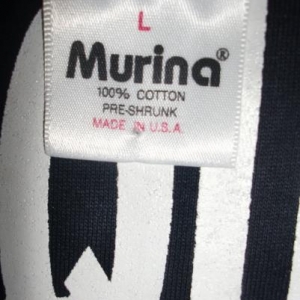 L
Murina®
100% COTTON
PRE-SHRUNK
MADE IN U.S.A.